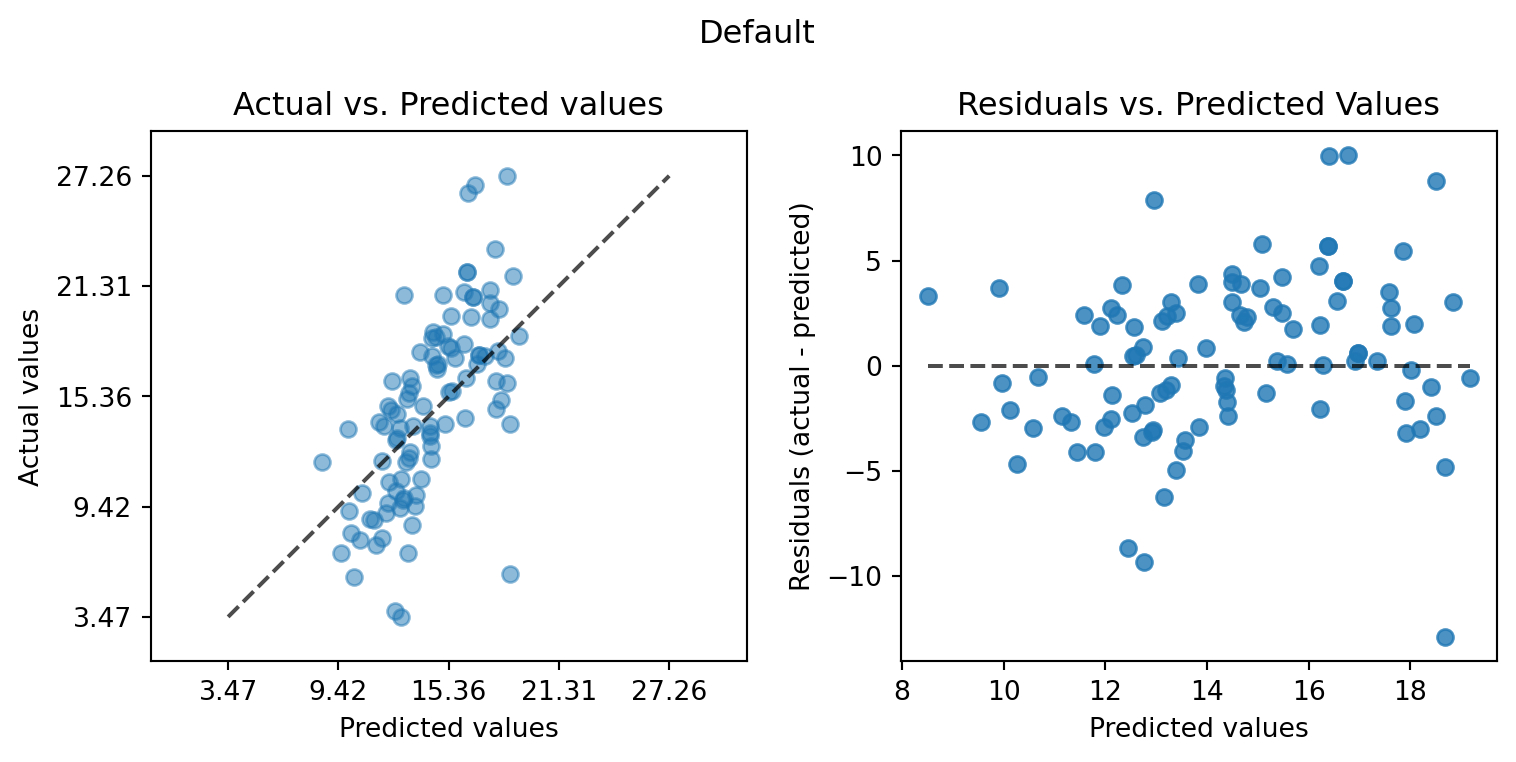 Default
Actual vs. Predicted values
Actual values
27.26
21.31
15.36
9.42
3.47
3.47 9.42 15.36 21.31 27.26
Predicted values
Residuals vs. Predicted Values
Residuals (actual - predicted)
10
5
0
−5
−10
8 10 12 14 16 18
Predicted values